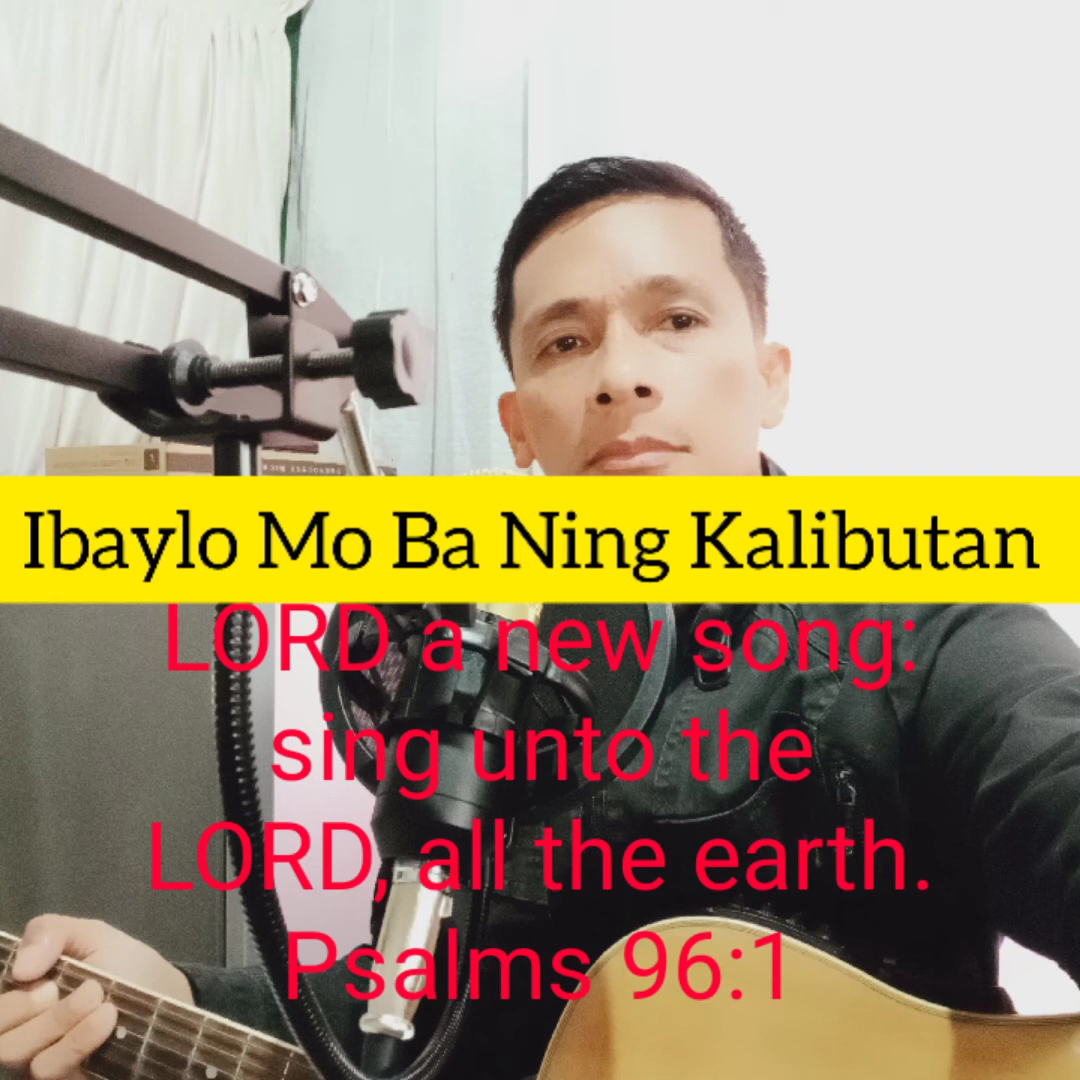 Ibaylo Mo Ba Ning Kalibutan
LORD a new song:
sing unto the
LORD, all the earth.
Psalms 96:1